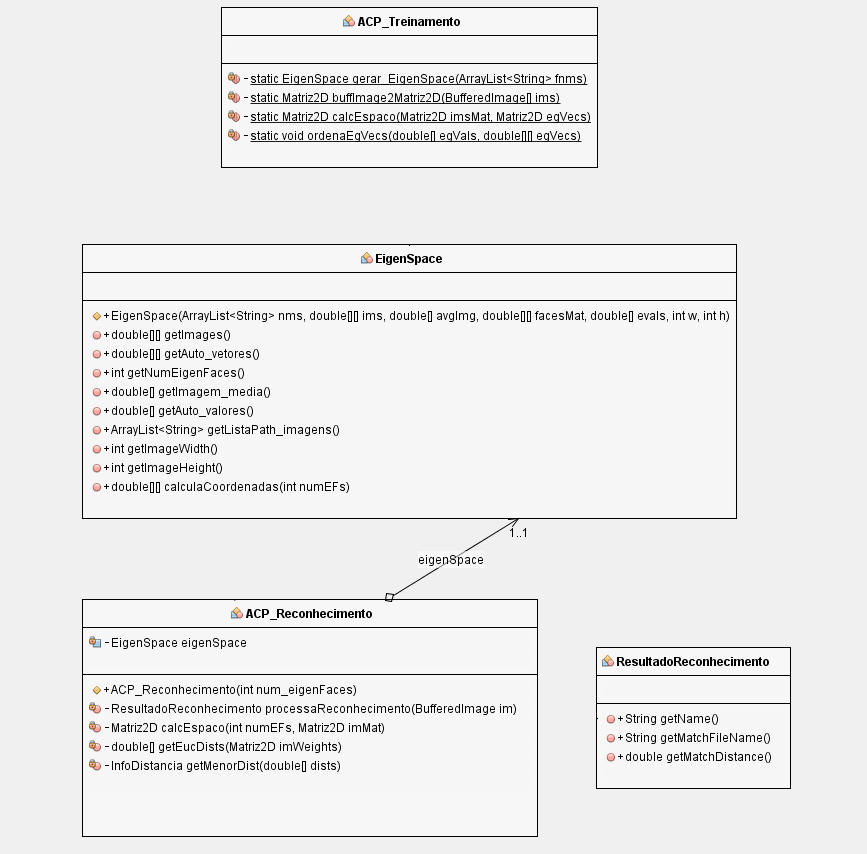 ACP_Treinamento
- static EigenSpace gerar_EigenSpace(ArrayList<String> fnms)
- static Matriz2D buffImage2Matriz2D(BufferedImage[] ims)
- static Matriz2D calcEspaco(Matriz2D imsMat, Matriz2D egVecs)
- static void ordenaEgVecs(double[] egVals, double[][] egVecs)
EigenSpace
+ EigenSpace(ArrayList<String> nms, double[][] ims, double[] avgImg, double[][] facesMat, double[] evals, int w, int h)
+ double[][] getImages()
+ double[][] getAuto_vetores()
+ int getNumEigenFaces()
+ double[] getImagem_media()
+ double[] getAuto_valores()
+ ArrayList<String> getListaPath_imagens()
+ int getImageWidth()
+ int getImageHeight()
+ double[][] calculaCoordenadas(int numEFs)
1..1
eigenSpace
ACP_Reconhecimento
- EigenSpace eigenSpace
+ ACP_Reconhecimento(int num_eigenFaces)
- ResultadoReconhecimento processaReconhecimento(BufferedImage im)
- Matriz2D calcEspaco(int numEFs, Matriz2D imMat)
- double[] getEucDists(Matriz2D imWeights)
- InfoDistancia getMenorDist(double[] dists)
ResultadoReconhecimento
+ String getName()
+ String getMatchFileName()
+ double getMatchDistance()